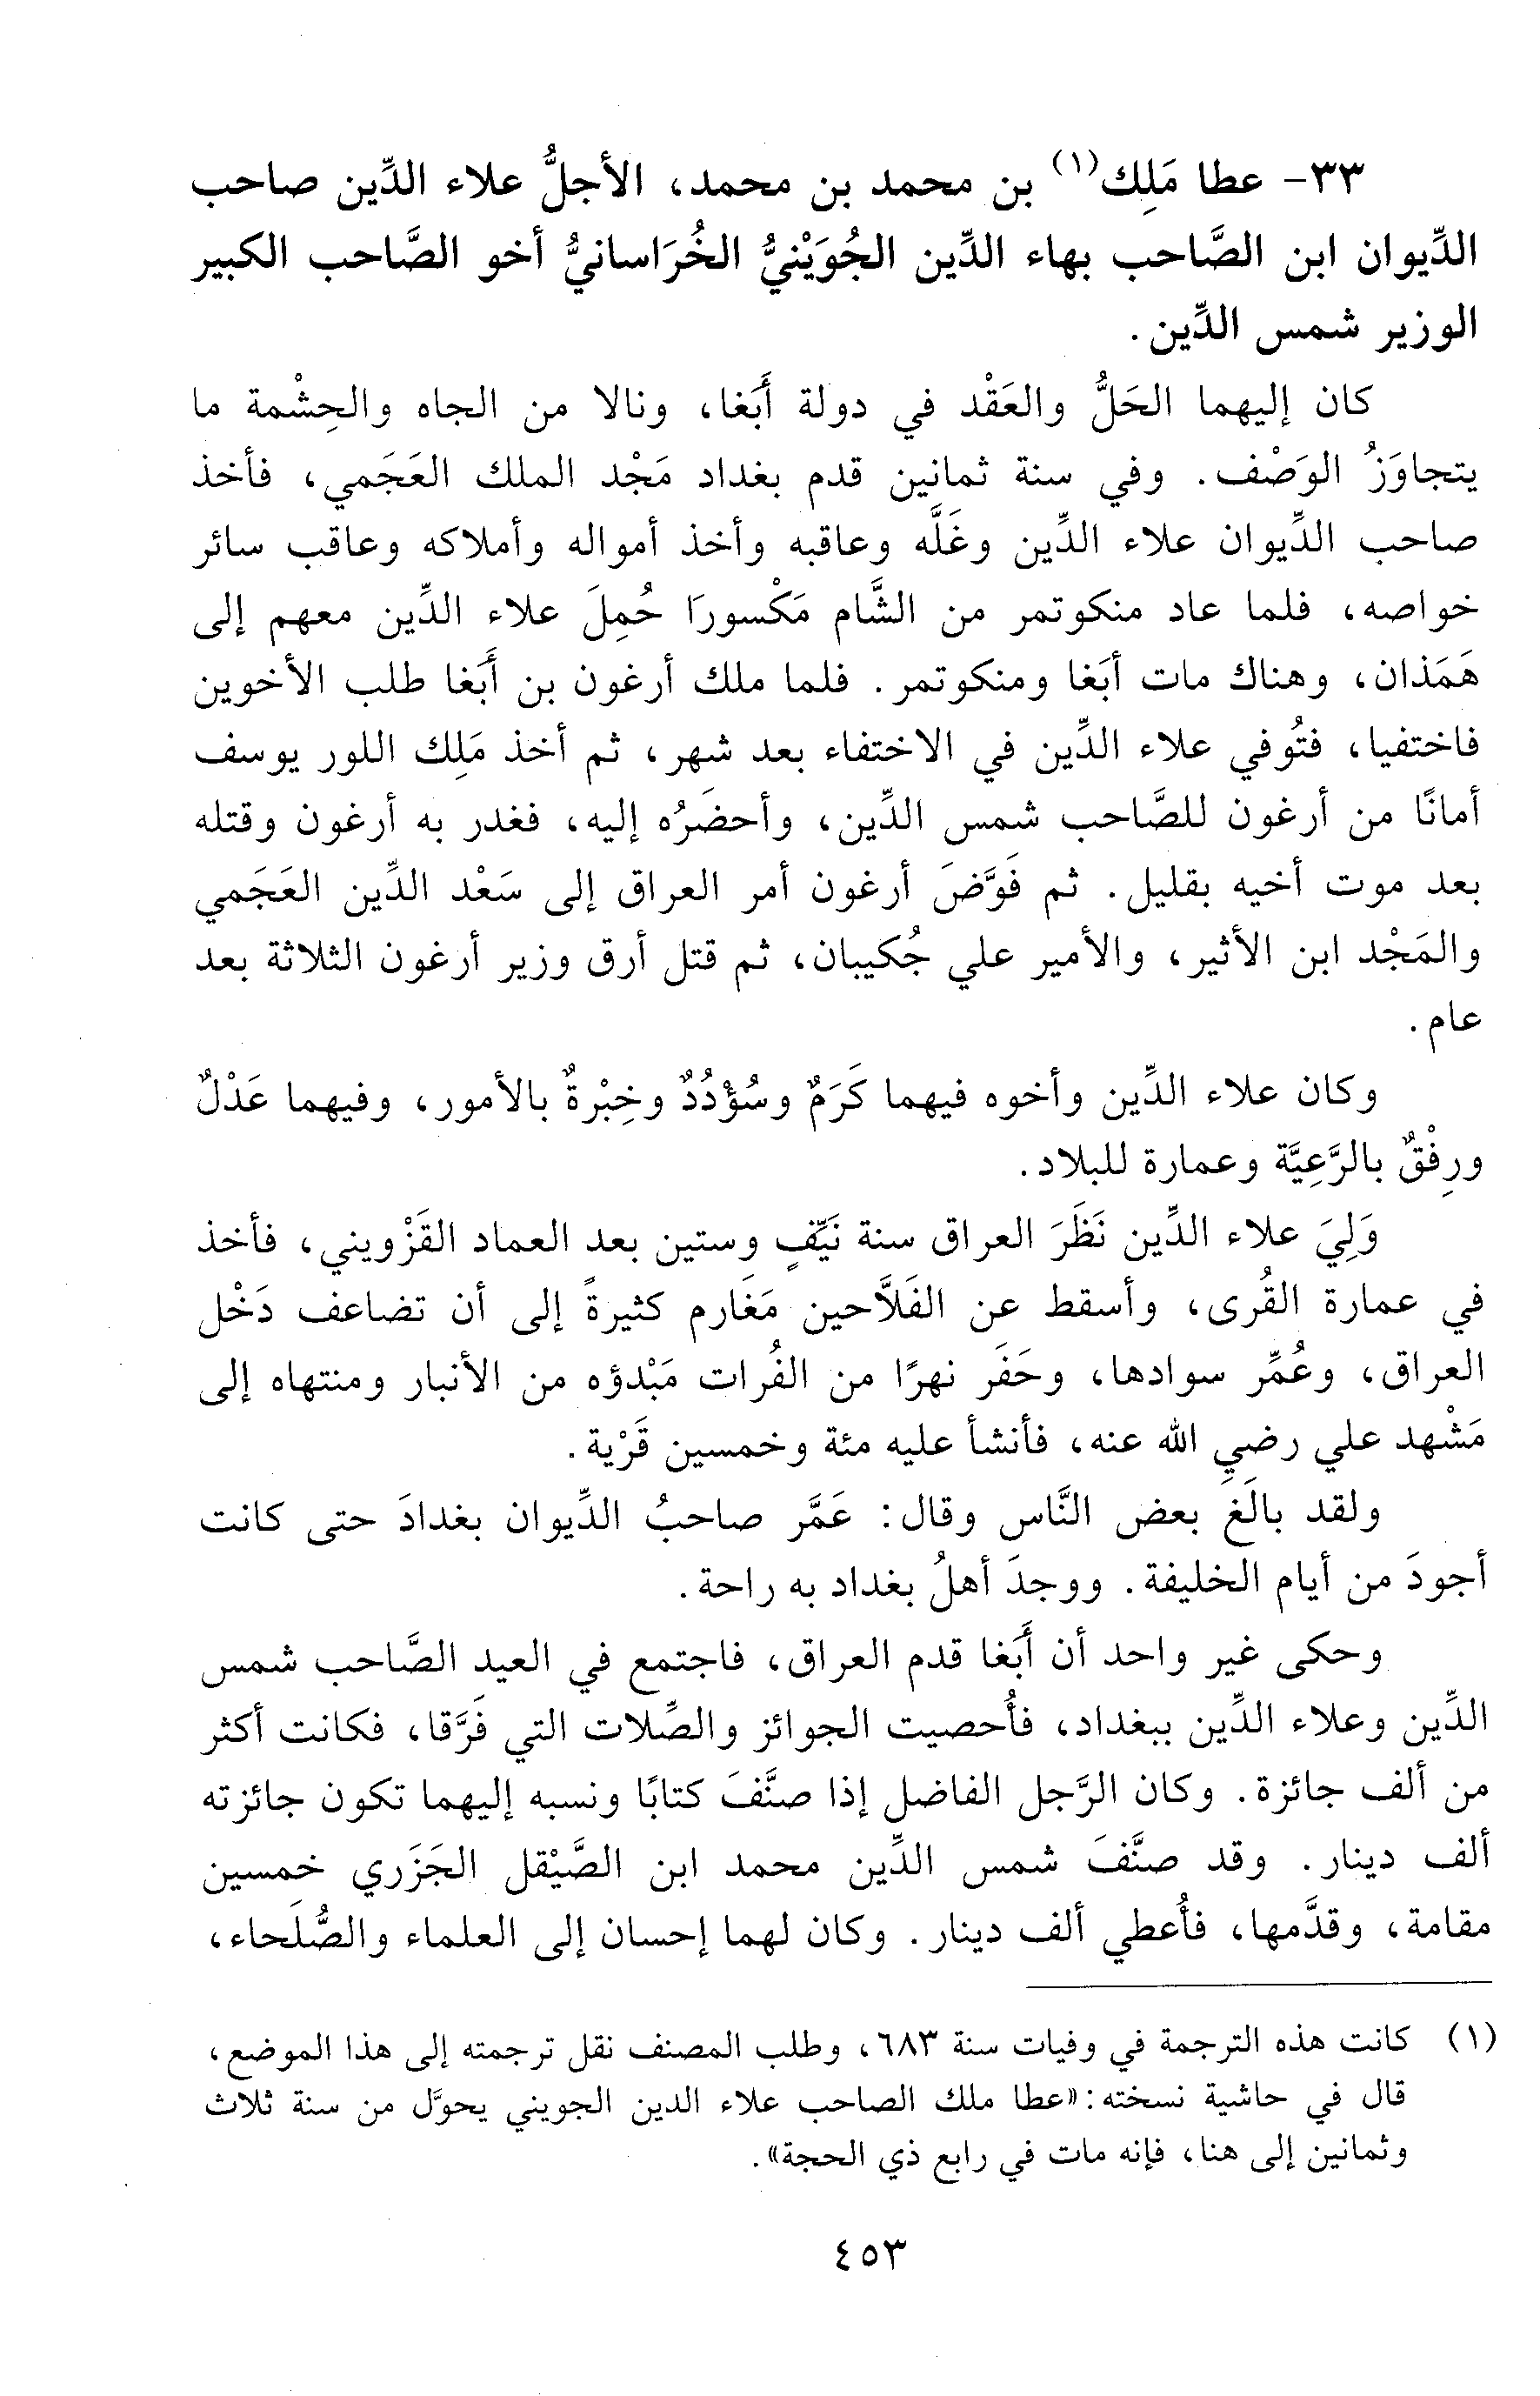 ٣٣- عطا مَلِك(١) بن محمد بن محمد، الأجلُّ علاء الدِّين صاحب
الدِّيوان ابن الصَّاحب بهاء الدِّين الجُوَيْنيُّ الخُرَاسانيُّ أخو الصَّاحب الكبير
الوزير شمس الدِّين.
كان إليهما الحَلُّ والعَقْد في دولة أَبَغا، ونالا من الجاه والحِشْمة ما
يتجاوَزُ الوَصْف. وفي سنة ثمانين قدم بغداد مَجْد الملك العَجَمي، فأخذ
صاحب الدِّيوان علاء الدِّين وغَلَّه وعاقبه وأخذ أمواله وأملاكه وعاقب سائر
خواصه، فلما عاد منكوتمر من الشَّام مَكْسورًا حُمِلَ علاء الدِّين معهم إلى
هَمَذان، وهناك مات أبَغا ومنكوتمر. فلما ملك أرغون بن أَبَغا طلب الأخوين
فاختفيا، فتُوفي علاء الدِّين في الاختفاء بعد شهر، ثم أخذ مَلِك اللور يوسف
أمانًا من أرغون للصَّاحب شمس الدِّين، وأحضَرُه إليه، فغدر به أرغون وقتله
بعد موت أخيه بقليل. ثم فَوَّضَ أرغون أمر العراق إلى سَعْد الدِّين العَجَمي
والمَجْد ابن الأثير، والأمير علي جُكيبان، ثم قتل أرق وزير أرغون الثلاثة بعد
عام.
وكان علاء الدِّين وأخوه فيهما كَرَمٌ وسُؤْدُدٌ وخِبْرةٌ بالأمور، وفيهما عَدْلٌ
ورِفْقٌ بالرَّعِيَّة وعمارة للبلاد.
وَلِيَ علاء الدِّين نَظَرَ العراق سنة نَيِّفٍ وستين بعد العماد القَزْويني، فأخذ
في عمارة القُرى، وأسقط عن الفَلاَّحين مَغَارم كثيرةً إلى أن تضاعف دَخْل
العراق، وعُمِّر سوادها، وحَفَر نهرًا من الفُرات مَبْدؤه من الأنبار ومنتهاه إلى
مَشْهد علي رضي الله عنه، فأنشأ عليه مئة وخمسين قَرْية.
ولقد بالَغَ بعض النَّاس وقال: عَمَّر صاحبُ الدِّيوان بغدادَ حتى كانت
أجودَ من أيام الخليفة. ووجدَ أهلُ بغداد به راحة.
وحكى غير واحد أن أَبَغا قدم العراق، فاجتمع في العيد الصَّاحب شمس
الدِّين وعلاء الدِّين ببغداد، فأُحصيت الجوائز والصِّلات التي فَرَّقا، فكانت أكثر
من ألف جائزة. وكان الرَّجل الفاضل إذا صنَّفَ كتابًا ونسبه إليهما تكون جائزته
ألف دينار. وقد صنَّفَ شمس الدِّين محمد ابن الصَّيْقل الجَزَري خمسين
مقامة، وقدَّمها، فأُعطي ألف دينار. وكان لهما إحسان إلى العلماء والصُّلَحاء،
(١) كانت هذه الترجمة في وفيات سنة ٦٨٣، وطلب المصنف نقل ترجمته إلى هذا الموضع،
قال في حاشية نسخته: «عطا ملك الصاحب علاء الدين الجويني يحوَّل من سنة ثلاث
وثمانين إلى هنا، فإنه مات في رابع ذي الحجة».
٤٥٣